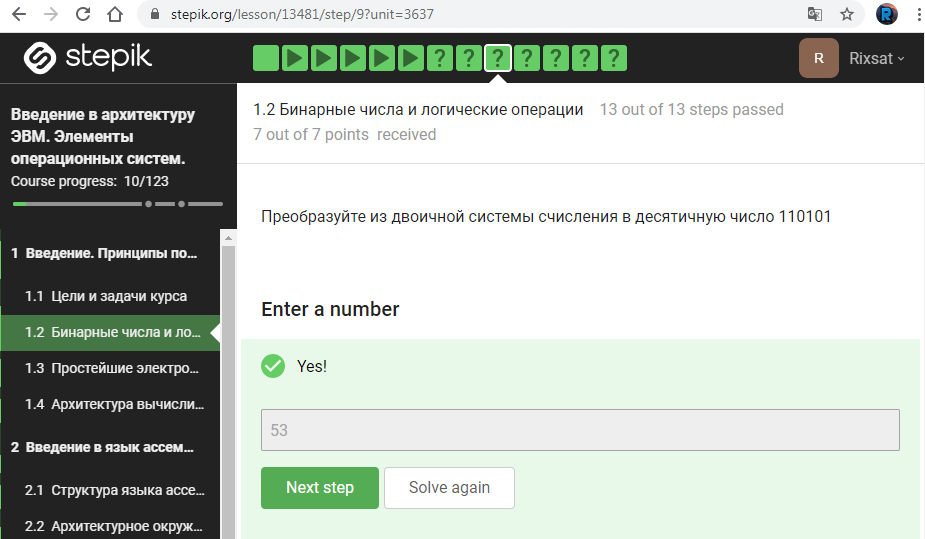 stepik.org/lesson/13481/step/9?unit=3637
stepik
? ? ? ? ? ? ?
R
Rixsat
Введение в архитектуру
ЭВМ. Элементы
операционных систем.
Course progress: 10/123
1 Введение. Принципы по...
1.1 Цели и задачи курса
1.2 Бинарные числа и ло...
1.3 Простейшие электро...
1.4 Архитектура вычисли...
2 Введение в язык ассем...
2.1 Структура языка ассе...
2.2 Архитектурное окруж...
1.2 Бинарные числа и логические операции 13 out of 13 steps passed
7 out of 7 points received
Преобразуйте из двоичной системы счисления в десятичную число 110101
Enter a number
Yes!
53
Next step
Solve again